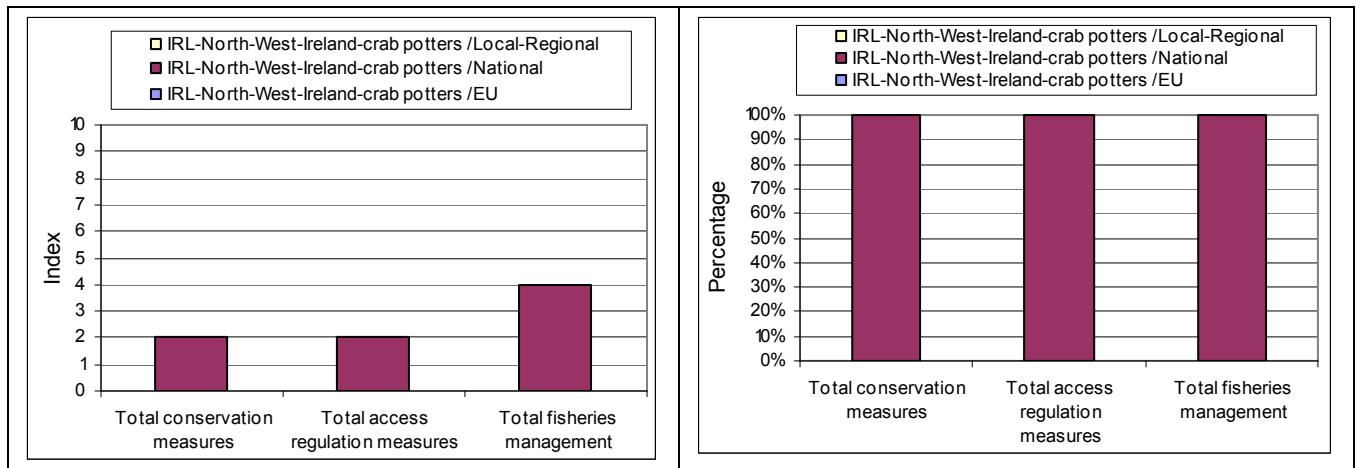 IRL-North-West-Ireland-crab potters /Local-Regional
IRL-North-West-Ireland-crab potters /National
IRL-North-West-Ireland-crab potters /EU
10
9
8
7
6
5
4
3
2
1
0
Index
Total conservation
measures
Total access
regulation measures
Total fisheries
management
IRL-North-West-Ireland-crab potters /Local-Regional
IRL-North-West-Ireland-crab potters /National
IRL-North-West-Ireland-crab potters /EU
100%
90%
80%
70%
60%
50%
40%
30%
20%
10%
0%
Percentage
Total conservation
measures
Total access
regulation
measures
Total fisheries
management